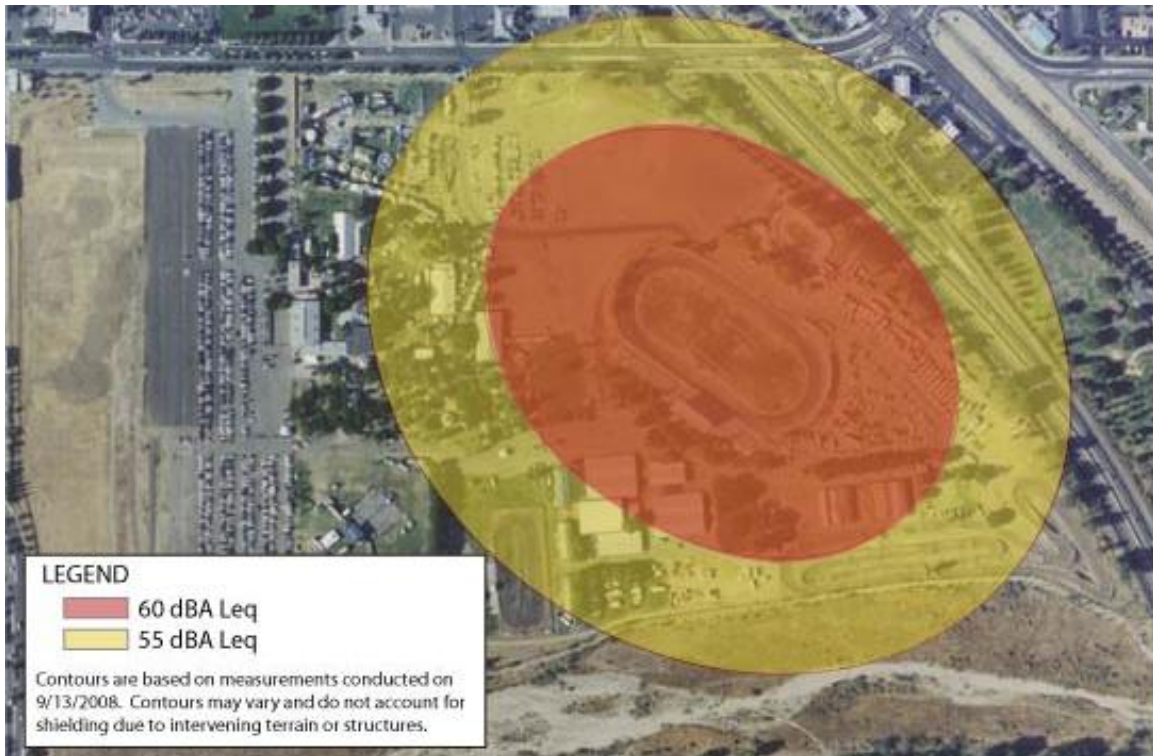 LEGEND
60 dBA Leq
55 dBA Leq
Contours are based on measurements conducted on
9/13/2008. Contours may vary and do not account for
shielding due to intervening terrain or structures.